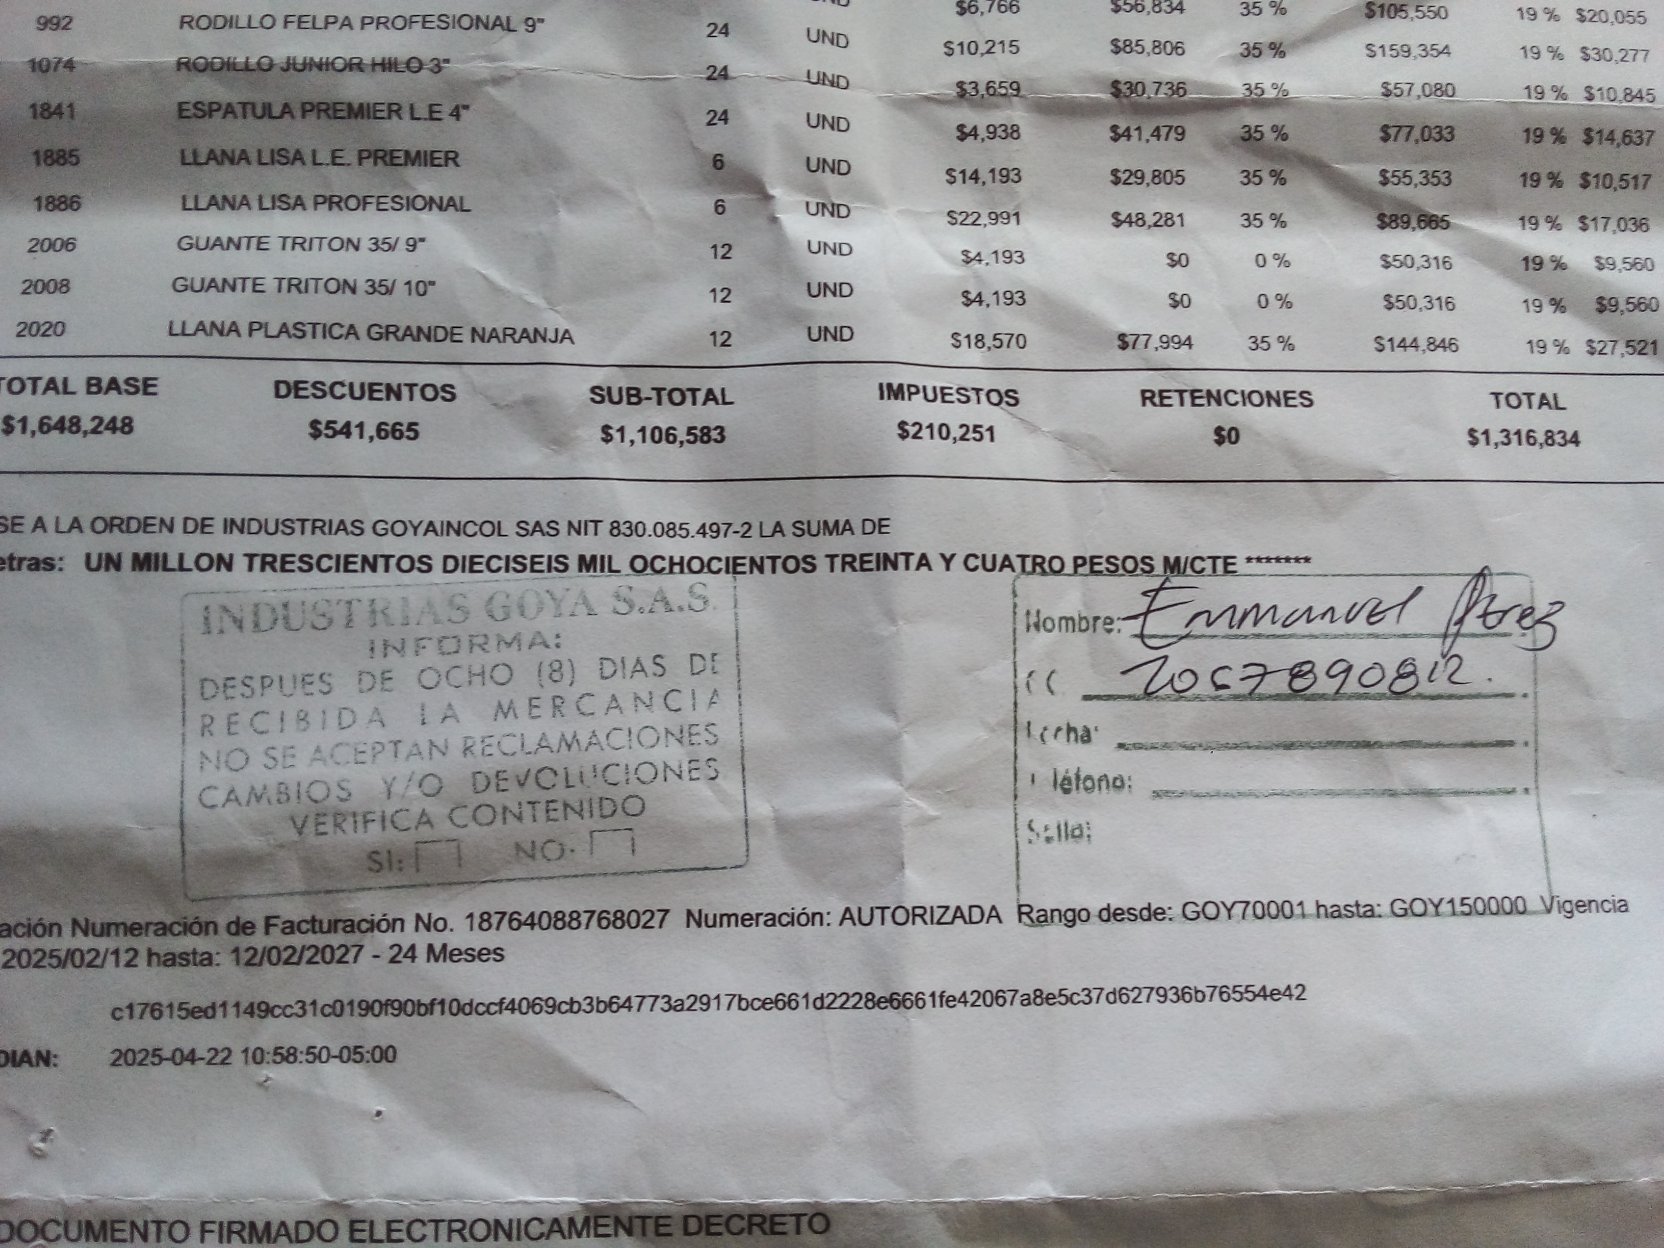 $6,766 $56,834 35 % $105,550 19 % $20,055
992 RODILLO FELPA PROFESIONAL 9" 24 UND $10,215 $85,806 35 % $159,354 19 % $30,277
1074 RODILLO JUNIOR HILO 3" 24 UND $3,659 $30,736 35 % $57,080 19 % $10,845
1841 ESPATULA PREMIER L.E 4" 24 UND $4,938 $41,479 35 % $77,033 19 % $14,637
1885 LLANA LISA L.E. PREMIER 6 UND $14,193 $29,805 35 % $55,353 19 % $10,517
1886 LLANA LISA PROFESIONAL 6 UND $22,991 $48,281 35 % $89,665 19 % $17,036
2006 GUANTE TRITON 35/ 9" 12 UND $4,193 $0 0 % $50,316 19 % $9,560
2008 GUANTE TRITON 35/ 10" 12 UND $4,193 $0 0 % $50,316 19 % $9,560
2020 LLANA PLASTICA GRANDE NARANJA 12 UND $18,570 $77,994 35 % $144,846 19 % $27,521
TOTAL BASE DESCUENTOS SUB-TOTAL IMPUESTOS RETENCIONES TOTAL
$1,648,248 $541,665 $1,106,583 $210,251 $0 $1,316,834
SE A LA ORDEN DE INDUSTRIAS GOYAINCOL SAS NIT 830.085.497-2 LA SUMA DE
etras: UN MILLON TRESCIENTOS DIECISEIS MIL OCHOCIENTOS TREINTA Y CUATRO PESOS M/CTE *******
INDUSTRIAS GOYA S.A.S.
INFORMA:
DESPUES DE OCHO (8) DIAS DE
RECIBIDA LA MERCANCIA
NO SE ACEPTAN RECLAMACIONES
CAMBIOS Y/O DEVOLUCIONES
VERIFICA CONTENIDO
SI: NO:
Nombre: Emmanuel Perez
CC
Fecha:
Teléfono:
Sello:
ación Numeración de Facturación No. 18764088768027 Numeración: AUTORIZADA Rango desde: GOY70001 hasta: GOY150000 Vigencia
2025/02/12 hasta: 12/02/2027 - 24 Meses
c17615ed1149cc31c0190f90bf10dccf4069cb3b64773a2917bce661d2228e6661fe42067a8e5c37d627936b76554e42
DIAN: 2025-04-22 10:58:50-05:00
DOCUMENTO FIRMADO ELECTRONICAMENTE DECRETO